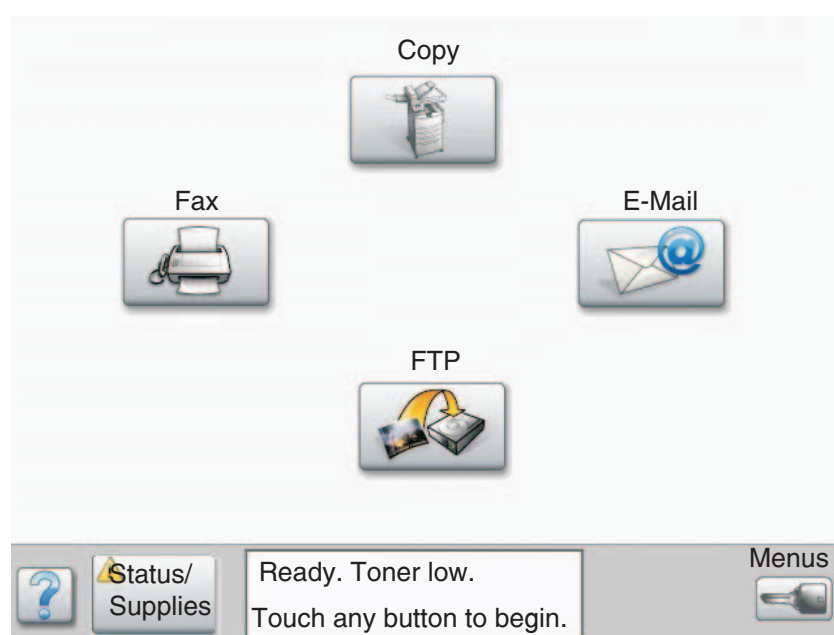 Copy
Fax
E-Mail
@
FTP
?
Status/
Supplies
Ready. Toner low.
Touch any button to begin.
Menus